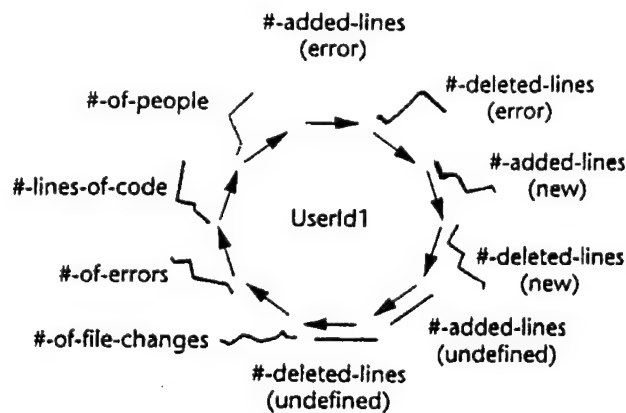 #-added-lines
(error)
#-of-people
#-deleted-lines
(error)
#-lines-of-code
#-added-lines
(new)
UserId1
#-of-errors
#-deleted-lines
(new)
#-of-file-changes
#-added-lines
(undefined)
#-deleted-lines
(undefined)